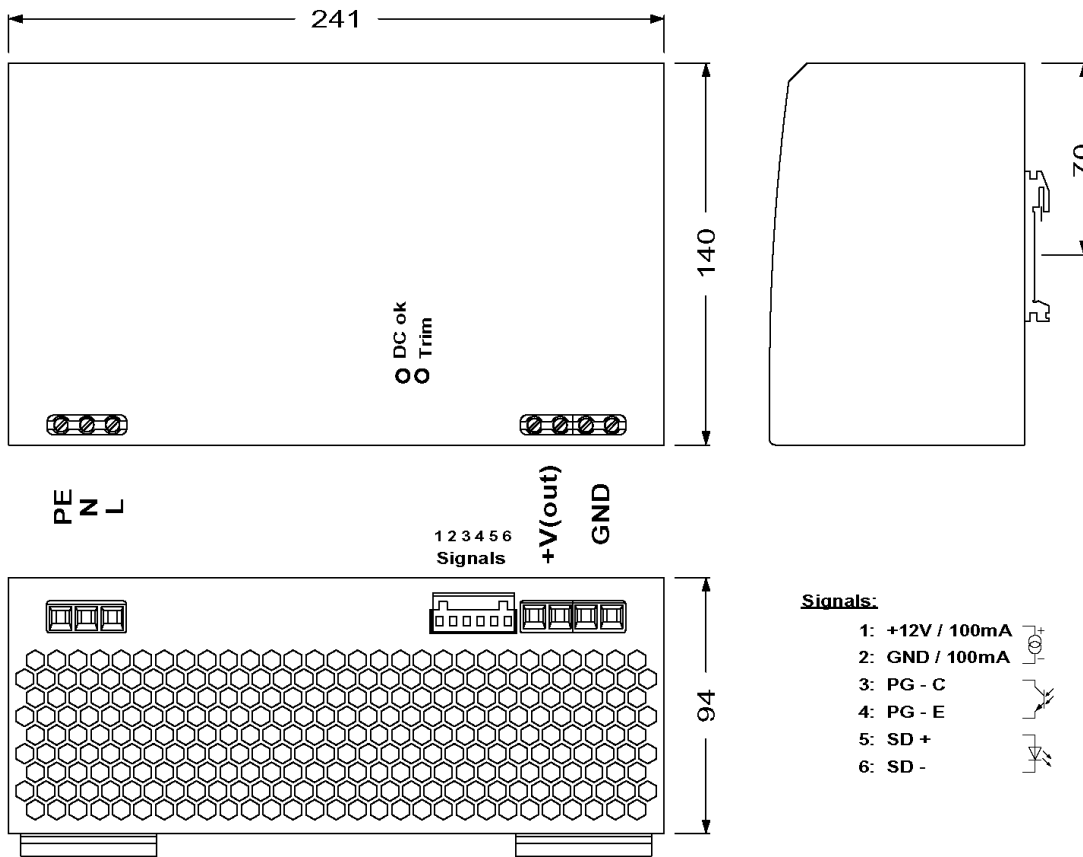 241
140
70
DC ok
Trim
PE
N
L
1 2 3 4 5 6
Signals
+V(out)
GND
94
Signals:
1: +12V / 100mA
2: GND / 100mA
3: PG - C
4: PG - E
5: SD +
6: SD -
+
-